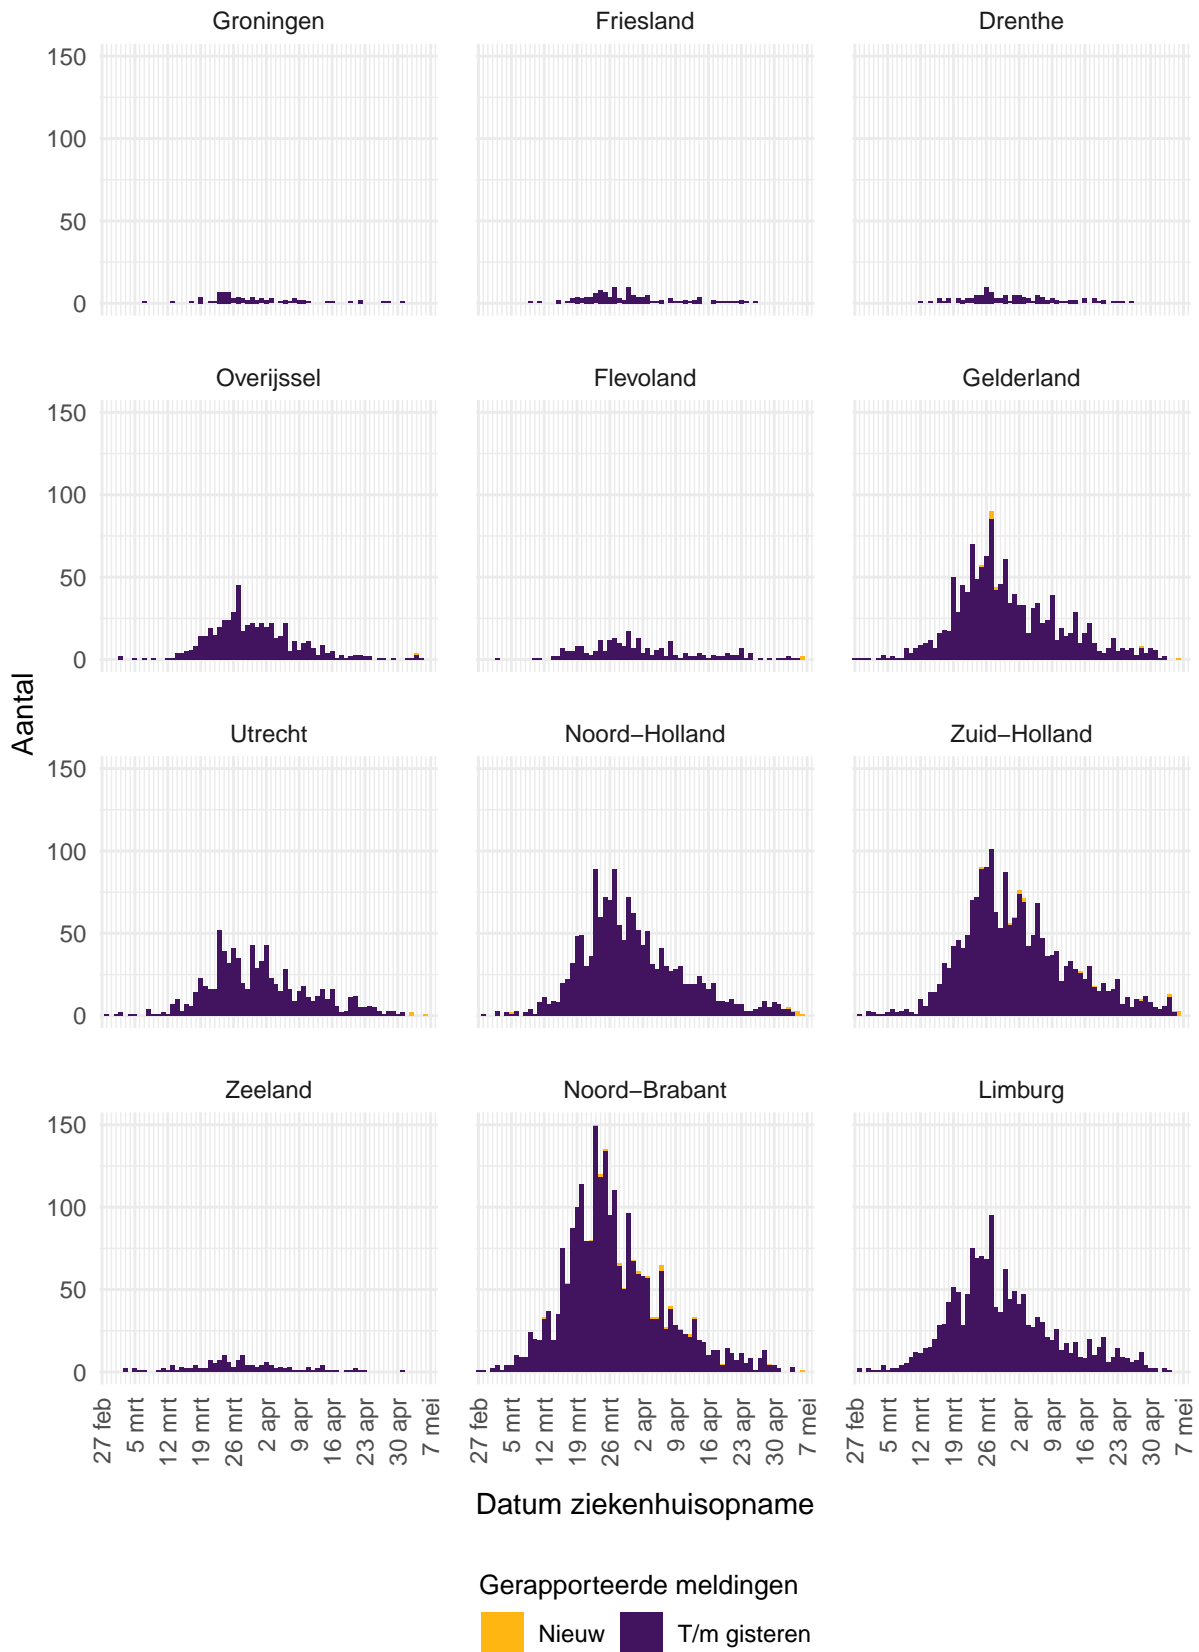 Groningen Friesland Drenthe
150
100
50
0
Overijssel Flevoland Gelderland
150
100
50
0
Aantal
Utrecht Noord−Holland Zuid−Holland
150
100
50
0
Zeeland Noord−Brabant Limburg
150
100
50
0
27 feb 5 mrt 12 mrt 19 mrt 26 mrt 2 apr 9 apr 16 apr 23 apr 30 apr 7 mei 27 feb 5 mrt 12 mrt 19 mrt 26 mrt 2 apr 9 apr 16 apr 23 apr 30 apr 7 mei 27 feb 5 mrt 12 mrt 19 mrt 26 mrt 2 apr 9 apr 16 apr 23 apr 30 apr 7 mei
Datum ziekenhuisopname
Gerapporteerde meldingen
Nieuw T/m gisteren